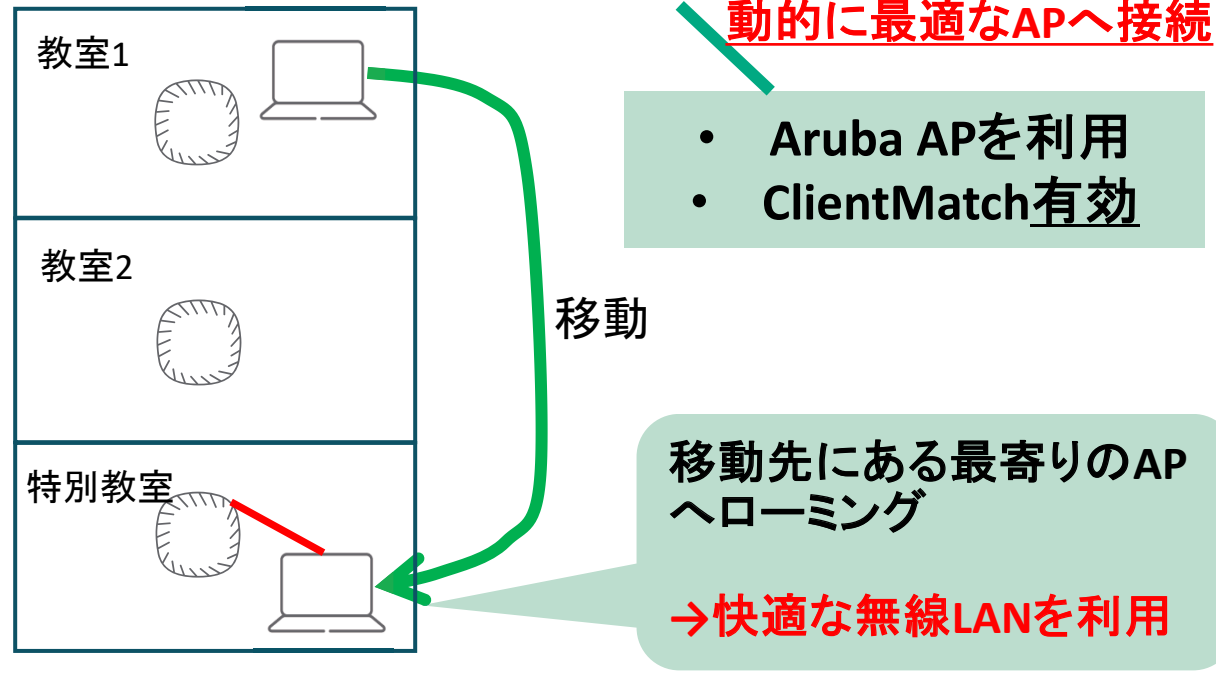 教室1
動的に最適なAPへ接続
• Aruba APを利用
• ClientMatch有効
教室2
移動
特別教室
移動先にある最寄りのAP
へローミング
→快適な無線LANを利用